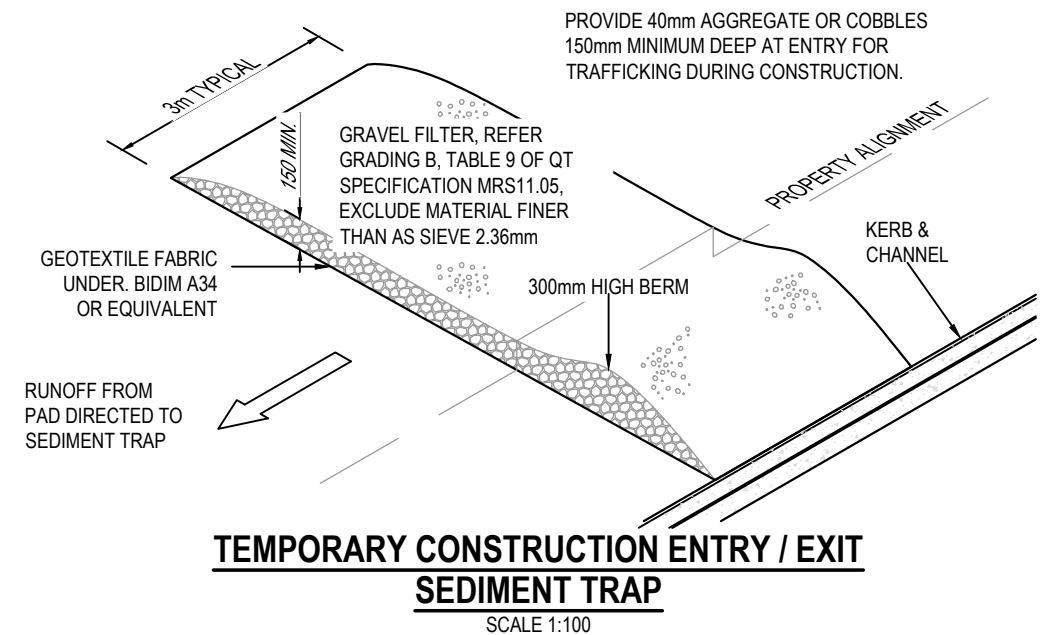 PROVIDE 40mm AGGREGATE OR COBBLES
150mm MINIMUM DEEP AT ENTRY FOR
TRAFFICKING DURING CONSTRUCTION.
3m TYPICAL
150 MIN.
GRAVEL FILTER, REFER
GRADING B, TABLE 9 OF QT
SPECIFICATION MRS11.05,
EXCLUDE MATERIAL FINER
THAN AS SIEVE 2.36mm
PROPERTY ALIGNMENT
KERB &
CHANNEL
GEOTEXTILE FABRIC
UNDER. BIDIM A34
OR EQUIVALENT
300mm HIGH BERM
RUNOFF FROM
PAD DIRECTED TO
SEDIMENT TRAP
TEMPORARY CONSTRUCTION ENTRY / EXIT
SEDIMENT TRAP
SCALE 1:100